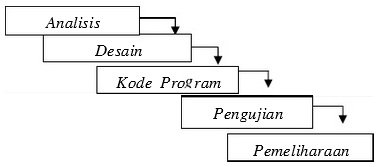 Analisis
Desain
Kode Program
Pengujian
Pemeliharaan